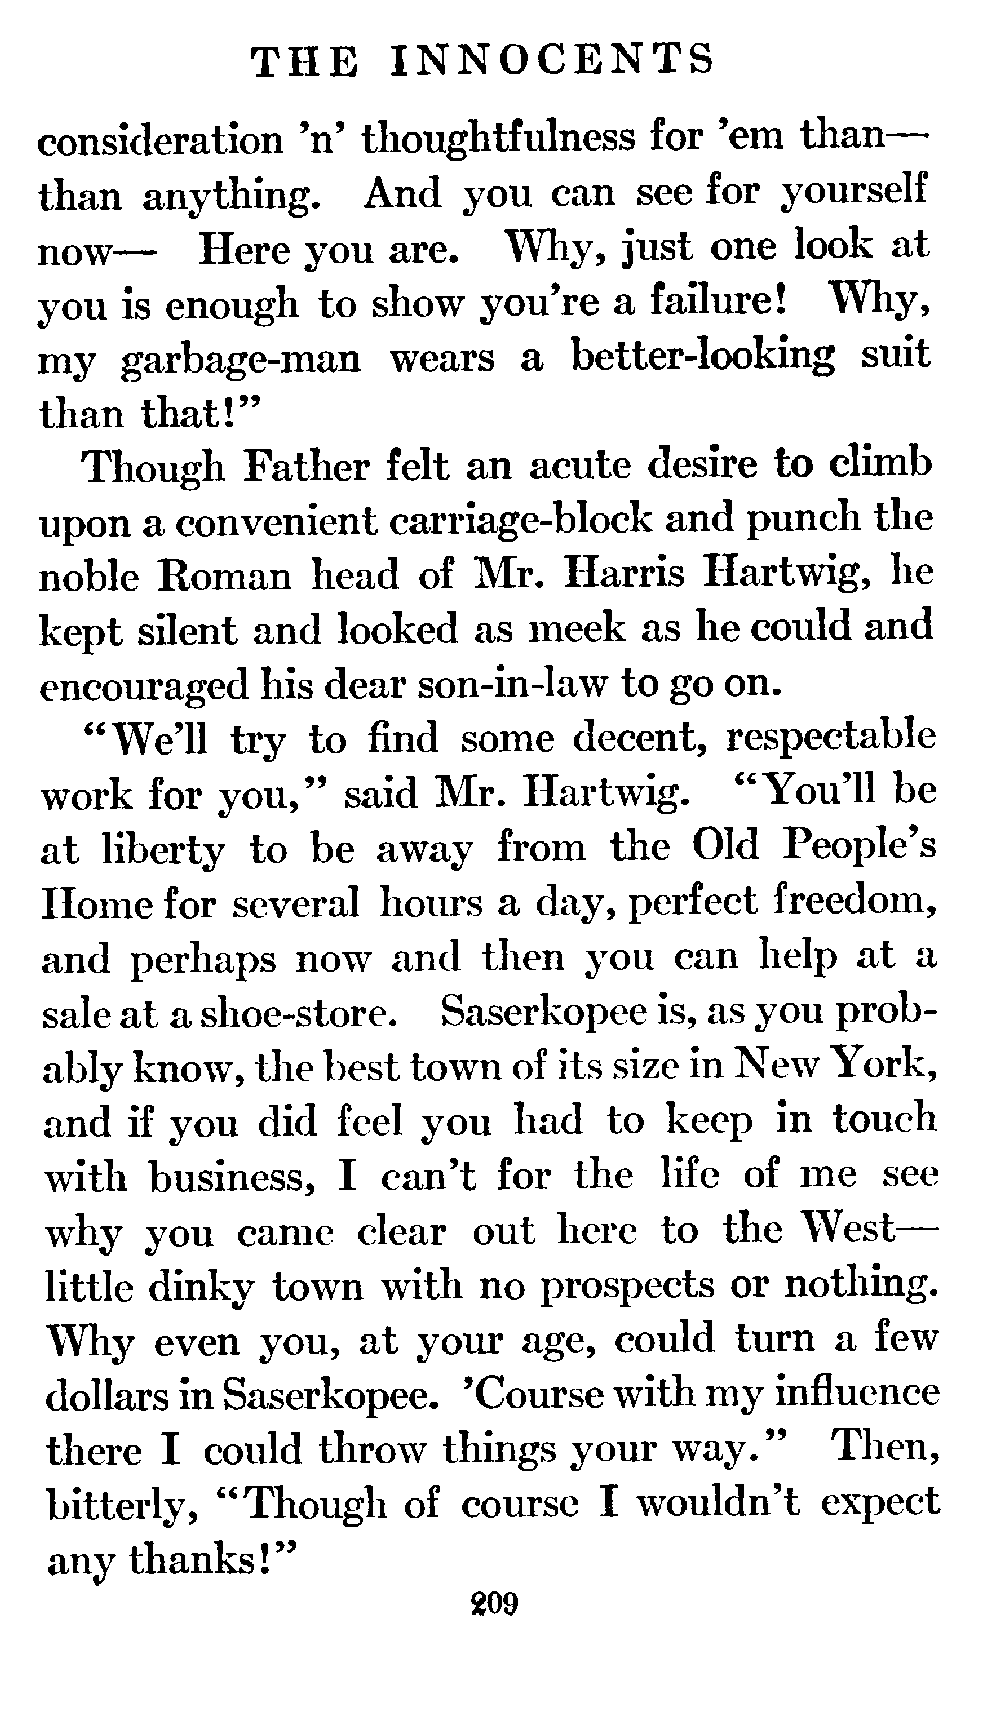 THE INNOCENTS
consideration 'n' thoughtfulness for 'em than—
than anything. And you can see for yourself
now— Here you are. Why, just one look at
you is enough to show you're a failure! Why,
my garbage-man wears a better-looking suit
than that!”
Though Father felt an acute desire to climb
upon a convenient carriage-block and punch the
noble Roman head of Mr. Harris Hartwig, he
kept silent and looked as meek as he could and
encouraged his dear son-in-law to go on.
“We'll try to find some decent, respectable
work for you,” said Mr. Hartwig. “You'll be
at liberty to be away from the Old People's
Home for several hours a day, perfect freedom,
and perhaps now and then you can help at a
sale at a shoe-store. Saserkopee is, as you prob-
ably know, the best town of its size in New York,
and if you did feel you had to keep in touch
with business, I can't for the life of me see
why you came clear out here to the West—
little dinky town with no prospects or nothing.
Why even you, at your age, could turn a few
dollars in Saserkopee. 'Course with my influence
there I could throw things your way.” Then,
bitterly, “Though of course I wouldn't expect
any thanks!”
209